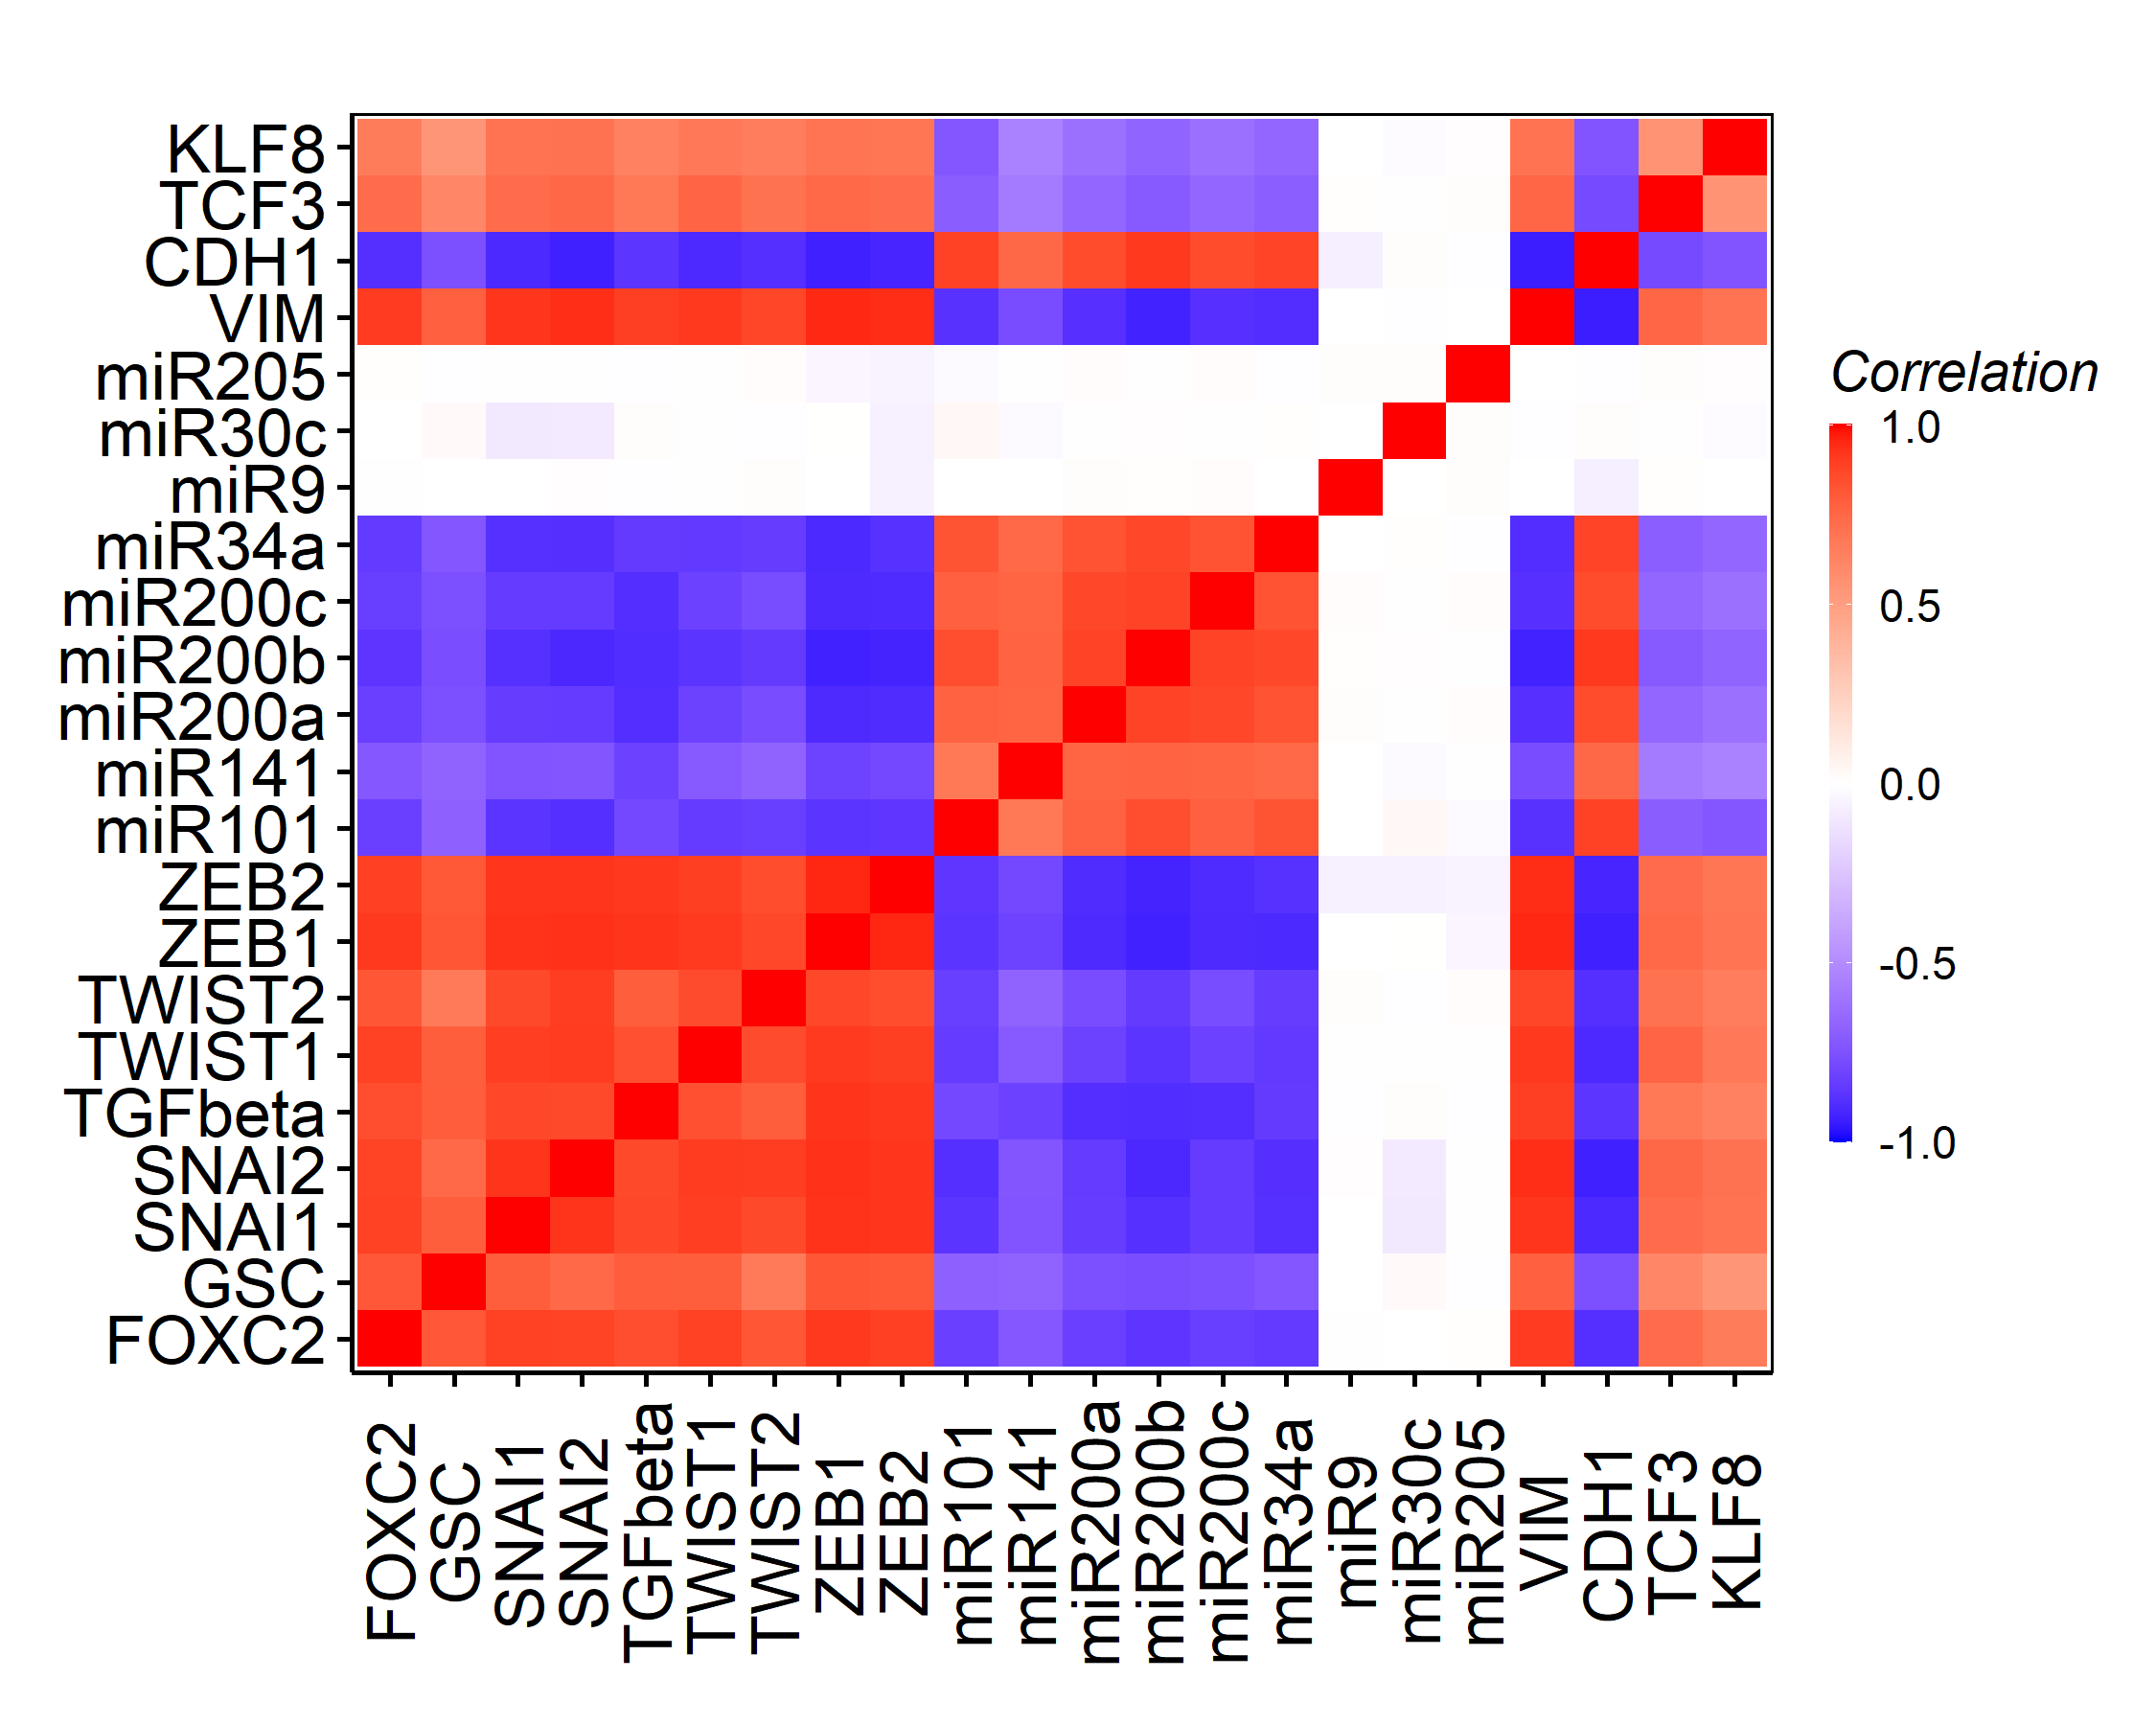 KLF8
TCF3
CDH1
VIM
miR205
miR30c
miR9
miR34a
miR200c
miR200b
miR200a
miR141
miR101
ZEB2
ZEB1
TWIST2
TWIST1
TGFbeta
SNAI2
SNAI1
GSC
FOXC2
FOXC2
GSC
SNAI1
SNAI2
TGFbeta
TWIST1
TWIST2
ZEB1
ZEB2
miR101
miR141
miR200a
miR200b
miR200c
miR34a
miR9
miR30c
miR205
VIM
CDH1
TCF3
KLF8
Correlation
1.0
0.5
0.0
-0.5
-1.0